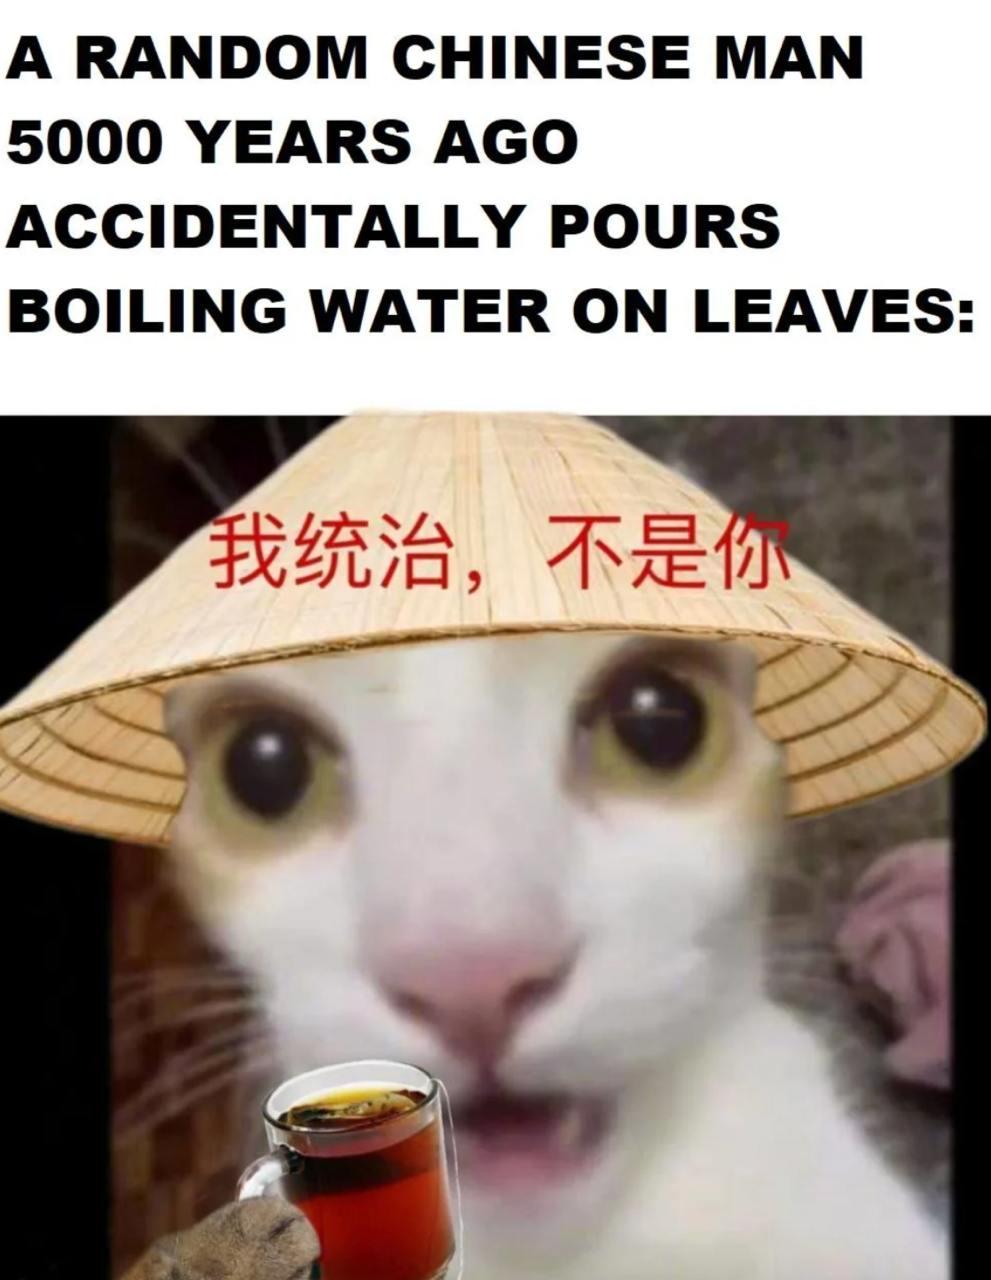 A RANDOM CHINESE MAN
5000 YEARS AGO
ACCIDENTALLY POURS
BOILING WATER ON LEAVES:
我统治，不是你